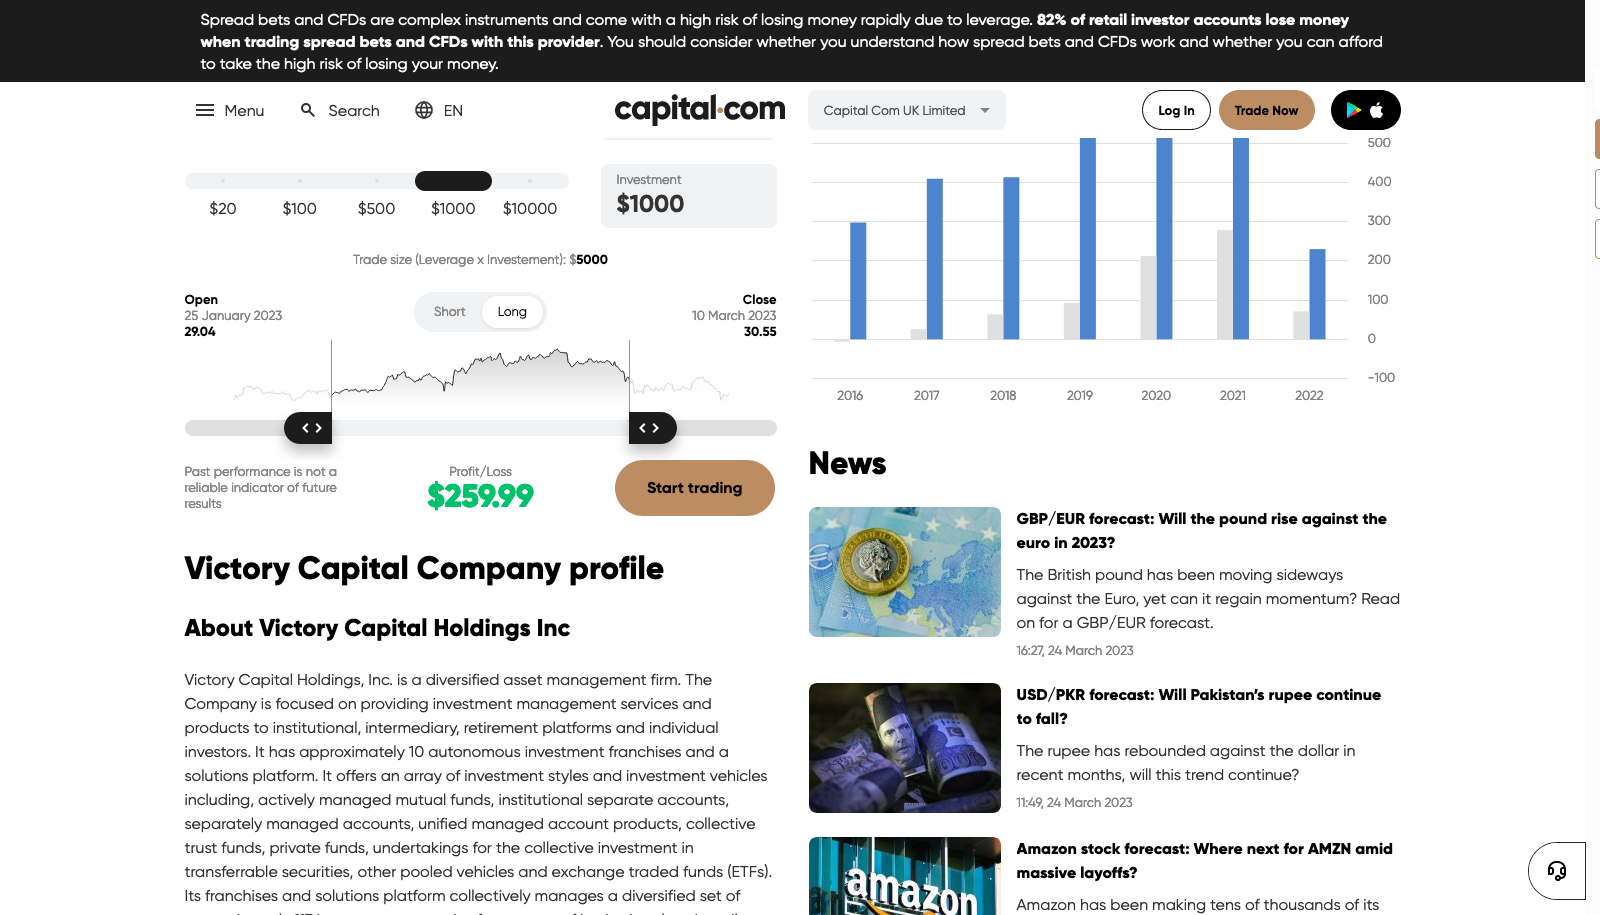 Spread bets and CFDs are complex instruments and come with a high risk of losing money rapidly due to leverage. 82% of retail investor accounts lose money
when trading spread bets and CFDs with this provider. You should consider whether you understand how spread bets and CFDs work and whether you can afford
to take the high risk of losing your money.
Menu
Search
EN
capital.com
Capital Com UK Limited
Log In
Trade Now
$20
$100
$500
$1000
$10000
Investment
$1000
Trade size (Leverage x Investement): $5000
Open
25 January 2023
29.04
Short
Long
Close
10 March 2023
30.55
Past performance is not a
reliable indicator of future
results
Profit/Loss
$259.99
Start trading
Victory Capital Company profile
About Victory Capital Holdings Inc
Victory Capital Holdings, Inc. is a diversified asset management firm. The
Company is focused on providing investment management services and
products to institutional, intermediary, retirement platforms and individual
investors. It has approximately 10 autonomous investment franchises and a
solutions platform. It offers an array of investment styles and investment vehicles
including, actively managed mutual funds, institutional separate accounts,
separately managed accounts, unified managed account products, collective
trust funds, private funds, undertakings for the collective investment in
transferrable securities, other pooled vehicles and exchange traded funds (ETFs).
Its franchises and solutions platform collectively manages a diversified set of
500
400
300
200
100
0
-100
2016
2017
2018
2019
2020
2021
2022
News
GBP/EUR forecast: Will the pound rise against the
euro in 2023?
The British pound has been moving sideways
against the Euro, yet can it regain momentum? Read
on for a GBP/EUR forecast.
16:27, 24 March 2023
USD/PKR forecast: Will Pakistan's rupee continue
to fall?
The rupee has rebounded against the dollar in
recent months, will this trend continue?
11:49, 24 March 2023
amazon
Amazon stock forecast: Where next for AMZN amid
massive layoffs?
Amazon has been making tens of thousands of its